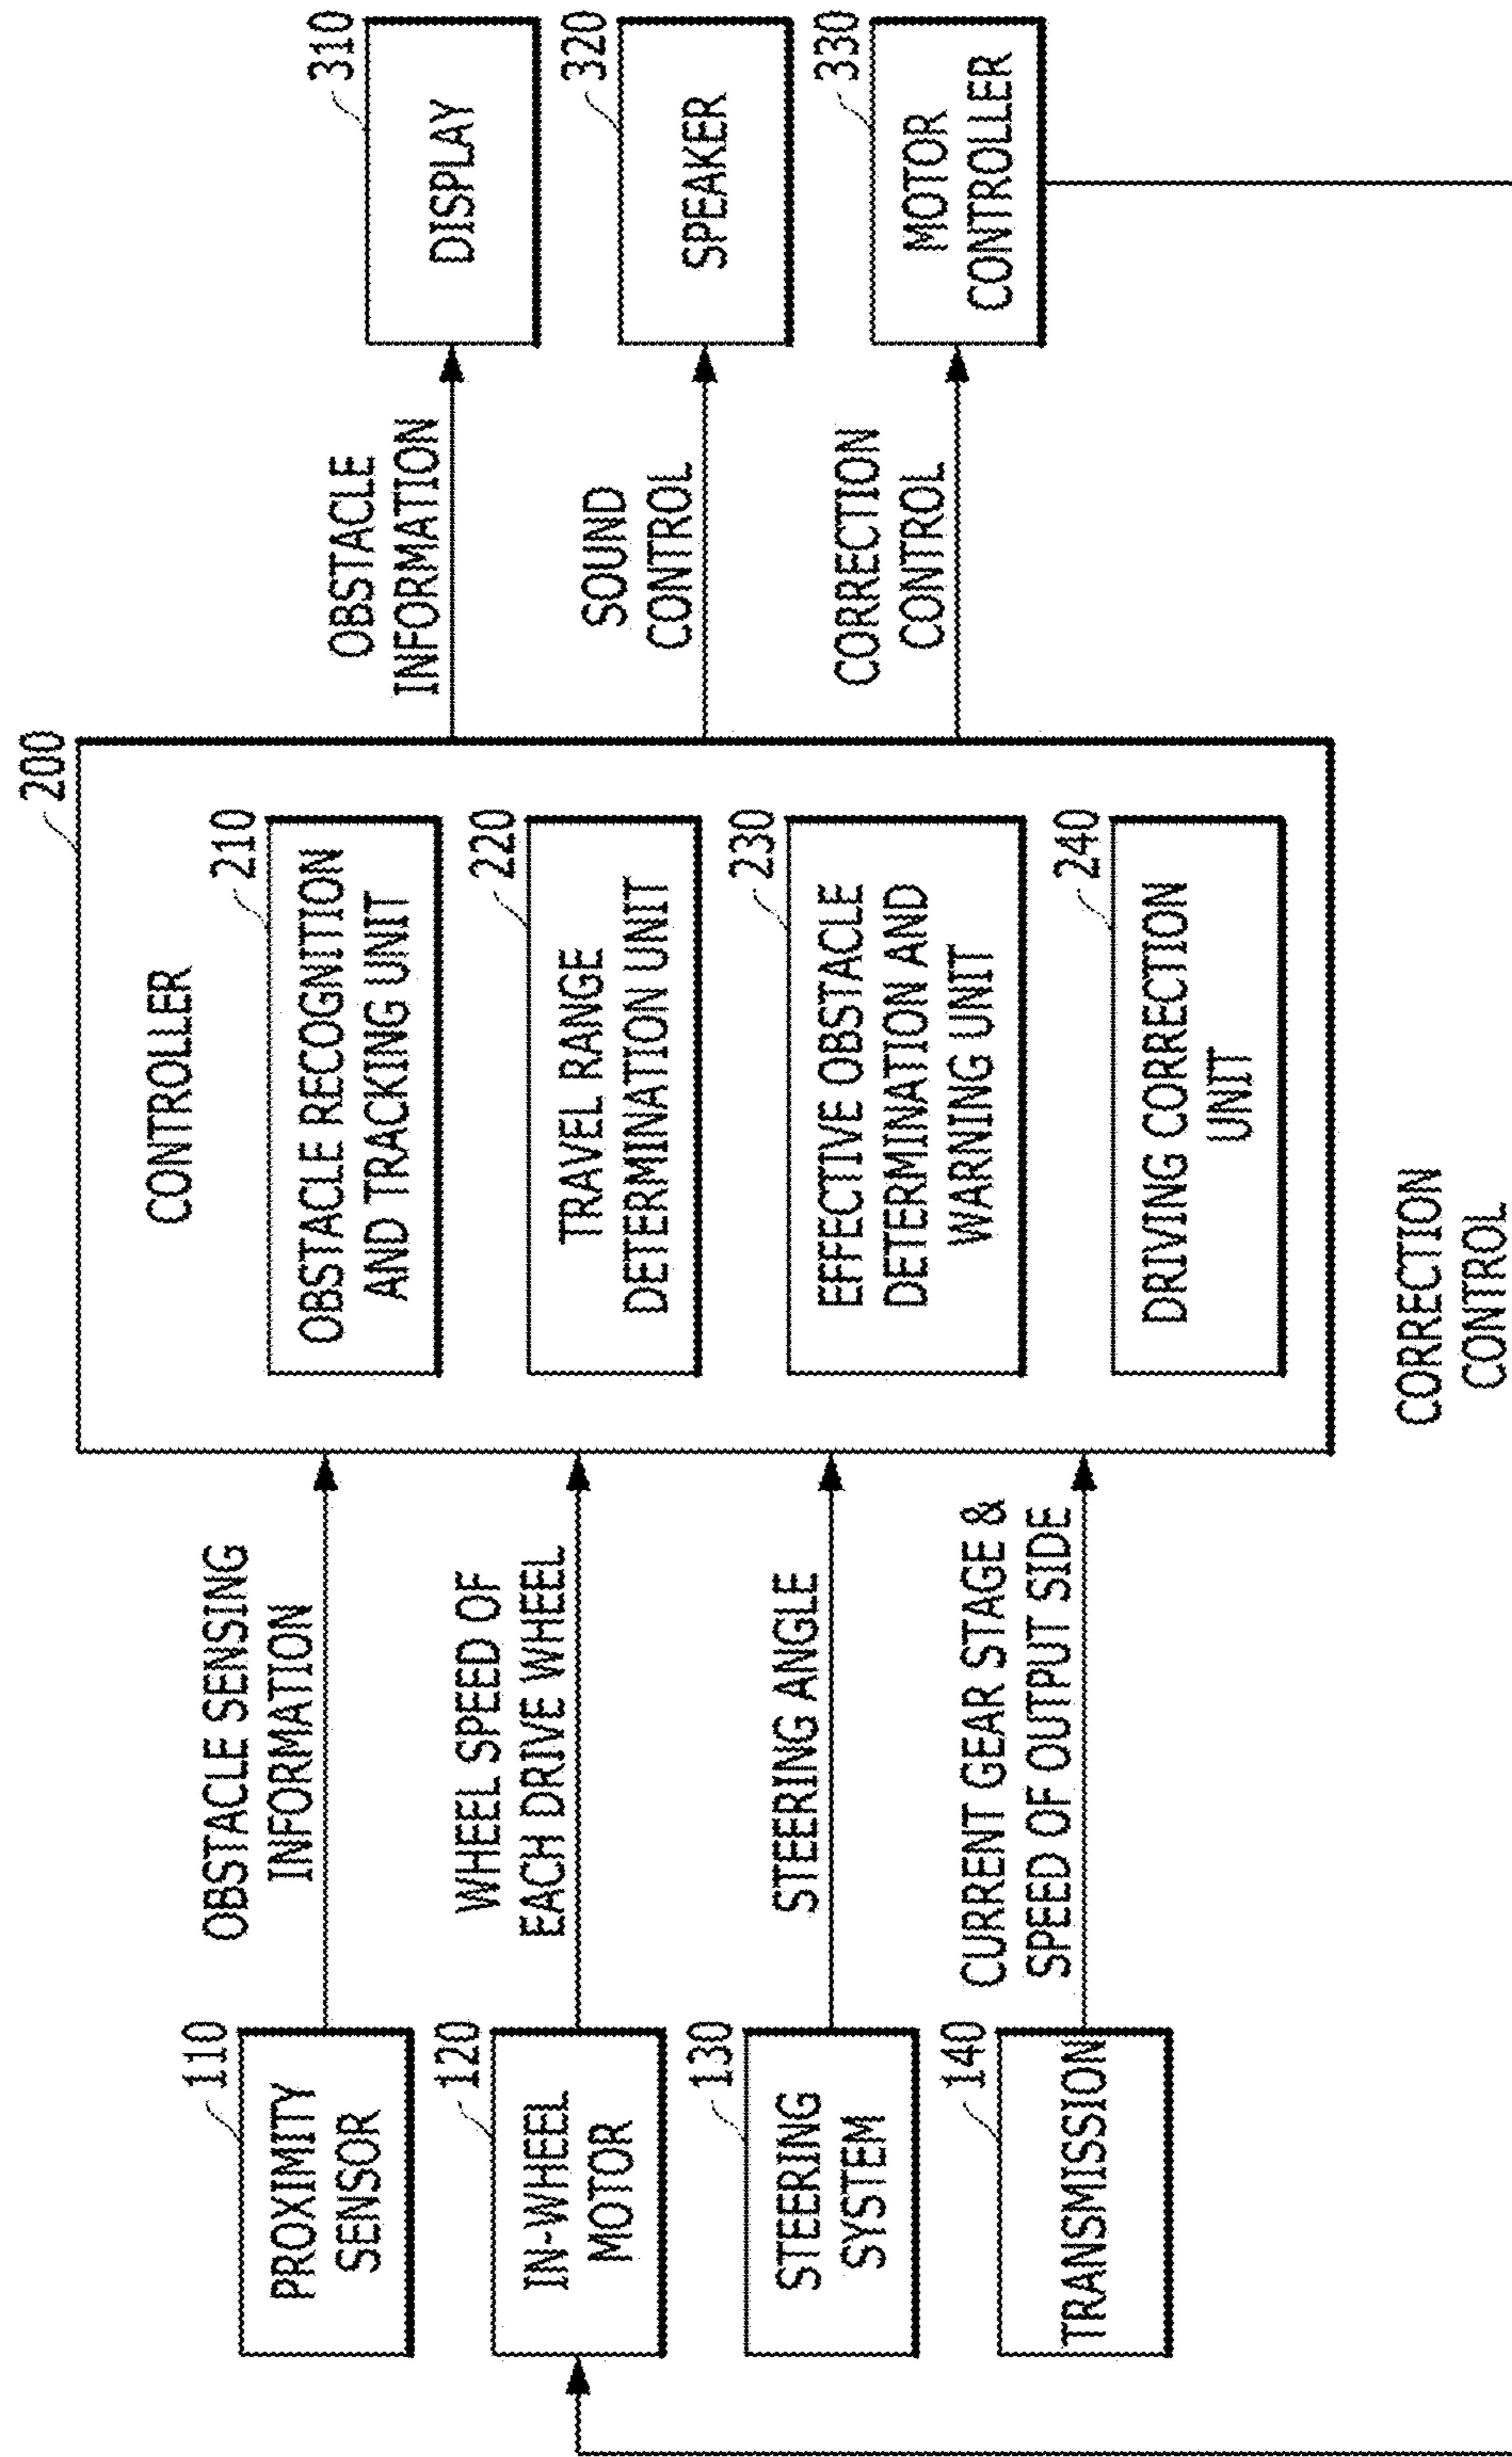 110
PROXIMITY
SENSOR
120
IN-WHEEL
MOTOR
130
STEERING
SYSTEM
140
TRANSMISSION
OBSTACLE SENSING
INFORMATION
WHEEL SPEED OF
EACH DRIVE WHEEL
STEERING ANGLE
CURRENT GEAR STAGE &
SPEED OF OUTPUT SIDE
200
CONTROLLER
210
OBSTACLE RECOGNITION
AND TRACKING UNIT
220
TRAVEL RANGE
DETERMINATION UNIT
230
EFFECTIVE OBSTACLE
DETERMINATION AND
WARNING UNIT
240
DRIVING CORRECTION
UNIT
OBSTACLE
INFORMATION
SOUND
CONTROL
CORRECTION
CONTROL
310
DISPLAY
320
SPEAKER
330
MOTOR
CONTROLLER
CORRECTION
CONTROL